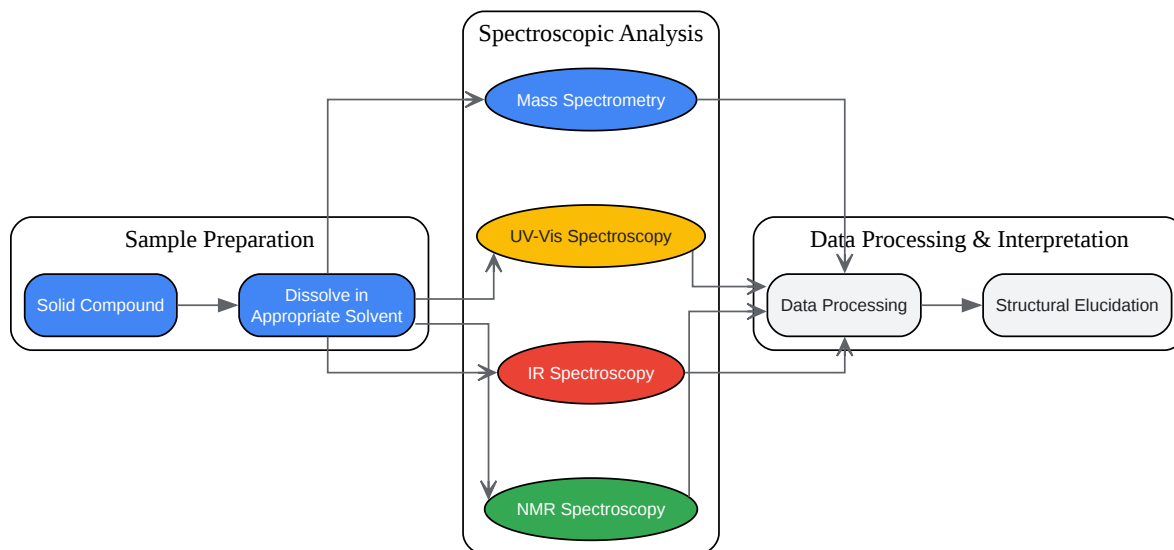 Sample Preparation
Solid Compound
Dissolve in
Appropriate Solvent
Spectroscopic Analysis
Mass Spectrometry
UV-Vis Spectroscopy
IR Spectroscopy
NMR Spectroscopy
Data Processing & Interpretation
Data Processing
Structural Elucidation